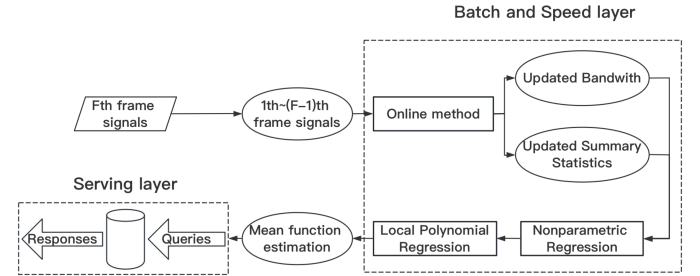 Batch and Speed layer
Fth frame
signals
1th~(F-1)th
frame signals
Online method
Updated Bandwith
Updated Summary
Statistics
Serving layer
Responses
Queries
Mean function
estimation
Local Polynomial
Regression
Nonparametric
Regression